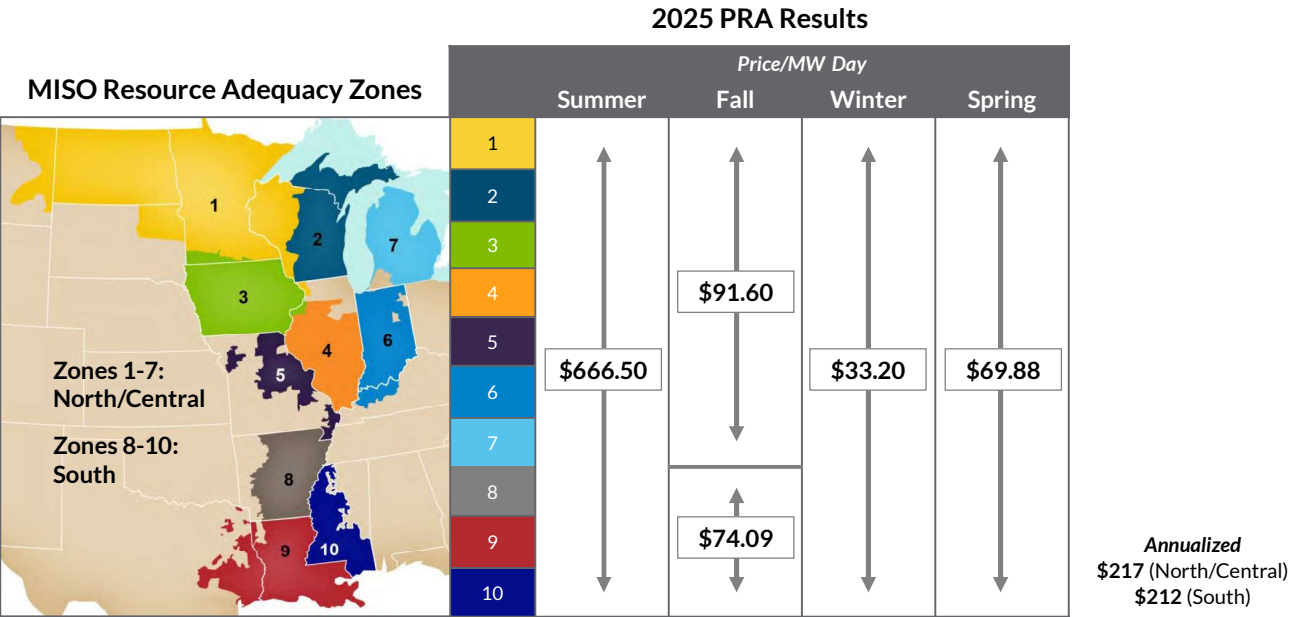 2025 PRA Results
MISO Resource Adequacy Zones
Price/MW Day
Summer Fall Winter Spring
1
2
3
4
5
6
7
8
9
10
$666.50
$91.60
$74.09
$33.20
$69.88
1
2
7
3
4
6
5
8
9
10
Zones 1-7:
North/Central
Zones 8-10:
South
Annualized
$217 (North/Central)
$212 (South)